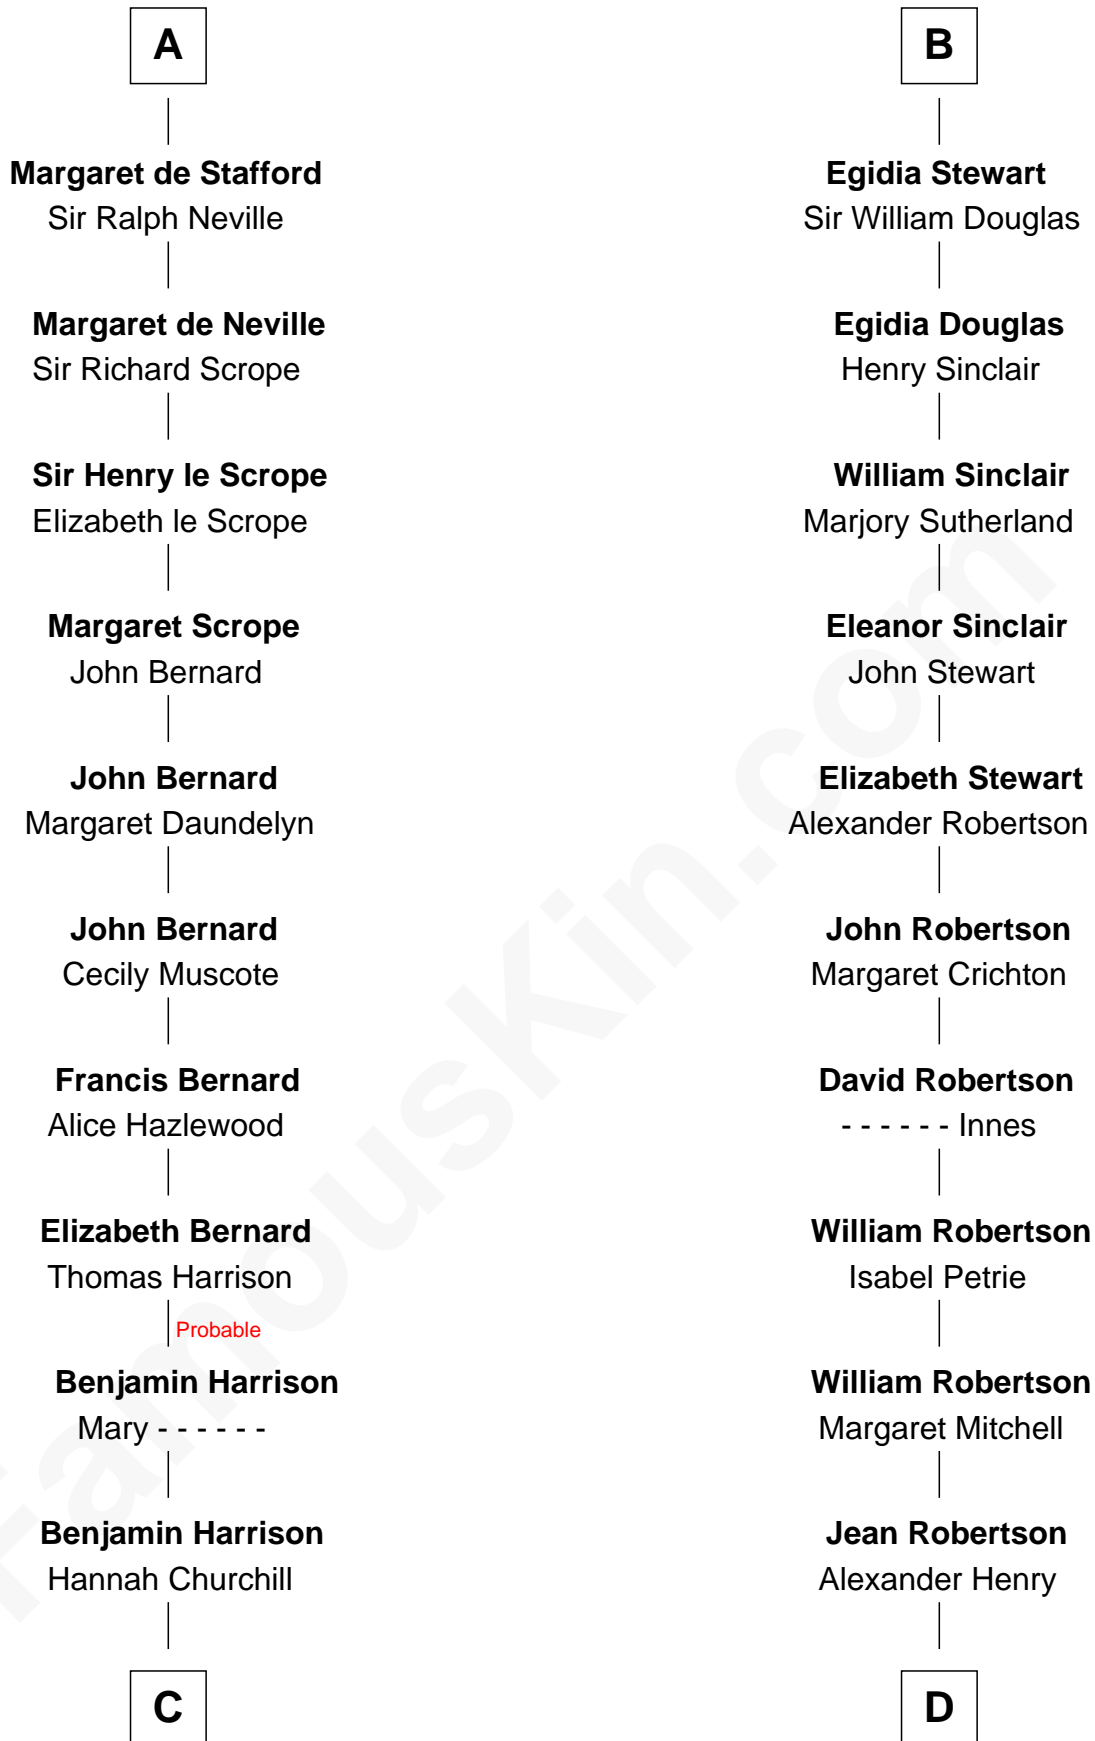 A
Margaret de Stafford
Sir Ralph Neville
Margaret de Neville
Sir Richard Scrope
Sir Henry le Scrope
Elizabeth le Scrope
Margaret Scrope
John Bernard
John Bernard
Margaret Daundelyn
John Bernard
Cecily Muscote
Francis Bernard
Alice Hazlewood
Elizabeth Bernard
Thomas Harrison
Probable
Benjamin Harrison
Mary - - - - - -
Benjamin Harrison
Hannah Churchill
C
B
Egidia Stewart
Sir William Douglas
Egidia Douglas
Henry Sinclair
William Sinclair
Marjory Sutherland
Eleanor Sinclair
John Stewart
Elizabeth Stewart
Alexander Robertson
John Robertson
Margaret Crichton
David Robertson
- - - - - - Innes
William Robertson
Isabel Petrie
William Robertson
Margaret Mitchell
Jean Robertson
Alexander Henry
D
FamousKin.com